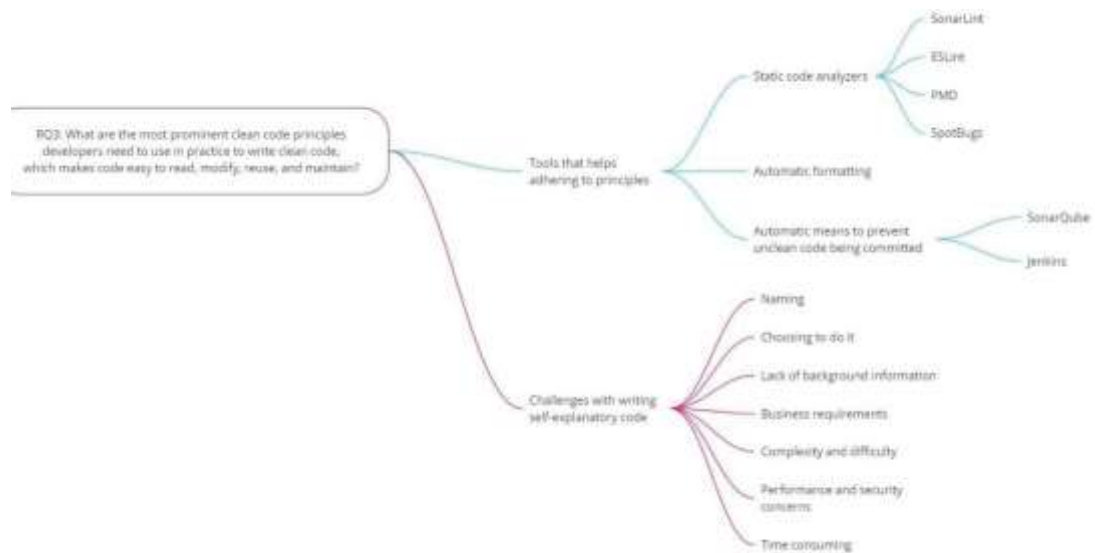 RQ3: What are the most prominent clean code principles
developers need to use in practice to write clean code,
which makes code easy to read, modify, reuse, and maintain?
Tools that helps
adhering to principles
Static code analyzers
SonarLint
ESLire
PMD
SpotBugs
Automatic formatting
Automatic means to prevent
unclean code being committed
SonarQube
Jenkins
Challenges with writing
self-explanatory code
Naming
Choosing to do it
Lack of background information
Business requirements
Complexity and difficulty
Performance and security
concerns
Time consuming